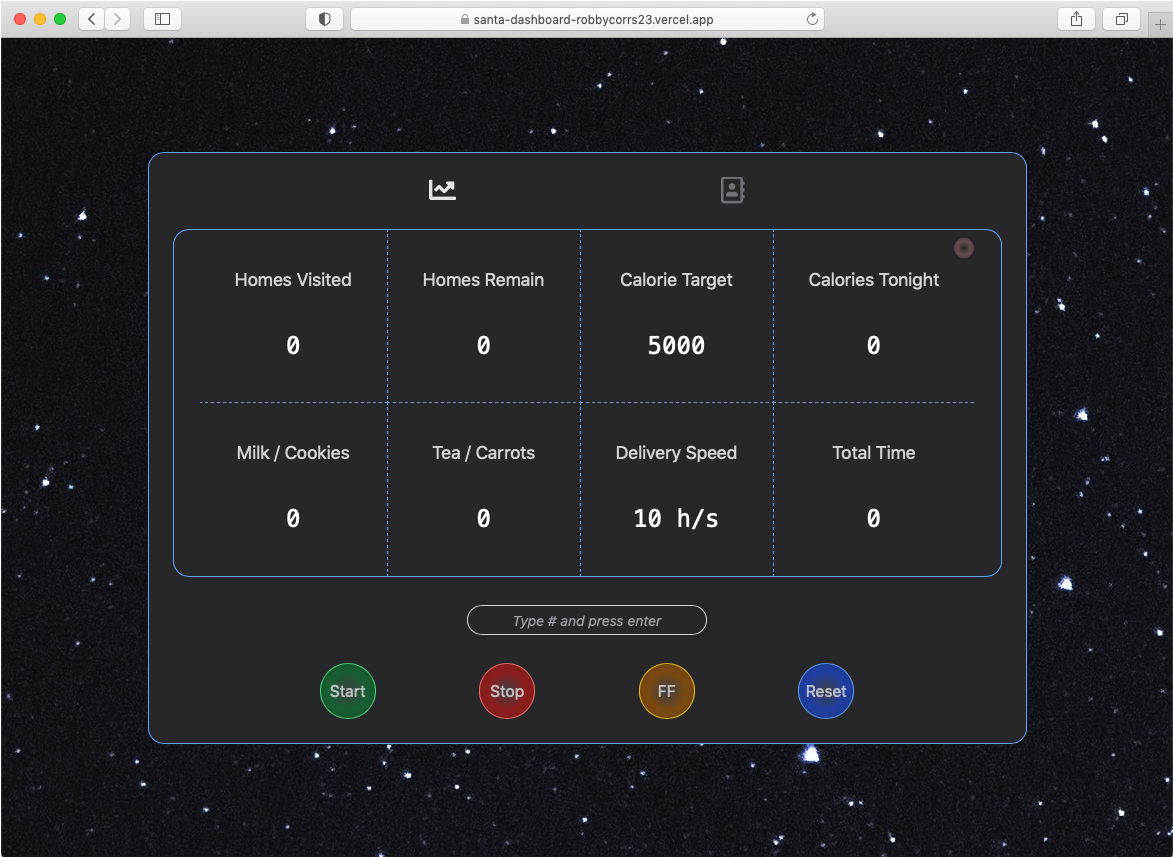 santa-dashboard-robbycorrs23.vercel.app
Homes Visited
Homes Remain
Calorie Target
Calories Tonight
0
0
5000
0
Milk / Cookies
Tea / Carrots
Delivery Speed
Total Time
0
0
10 h/s
0
Type # and press enter
Start
Stop
FF
Reset